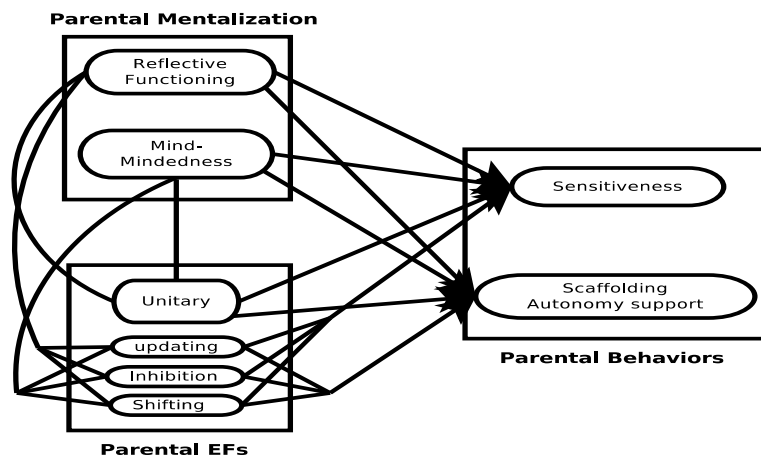 Parental Mentalization
Reflective
Functioning
Mind-
Mindedness
Sensitiveness
Unitary
Scaffolding
Autonomy support
updating
Inhibition
Shifting
Parental Behaviors
Parental EFs